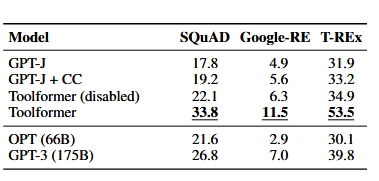 Model SQuAD Google-RE T-REx
GPT-J 17.8 4.9 31.9
GPT-J + CC 19.2 5.6 33.2
Toolformer (disabled) 22.1 6.3 34.9
Toolformer 33.8 11.5 53.5
OPT (66B) 21.6 2.9 30.1
GPT-3 (175B) 26.8 7.0 39.8